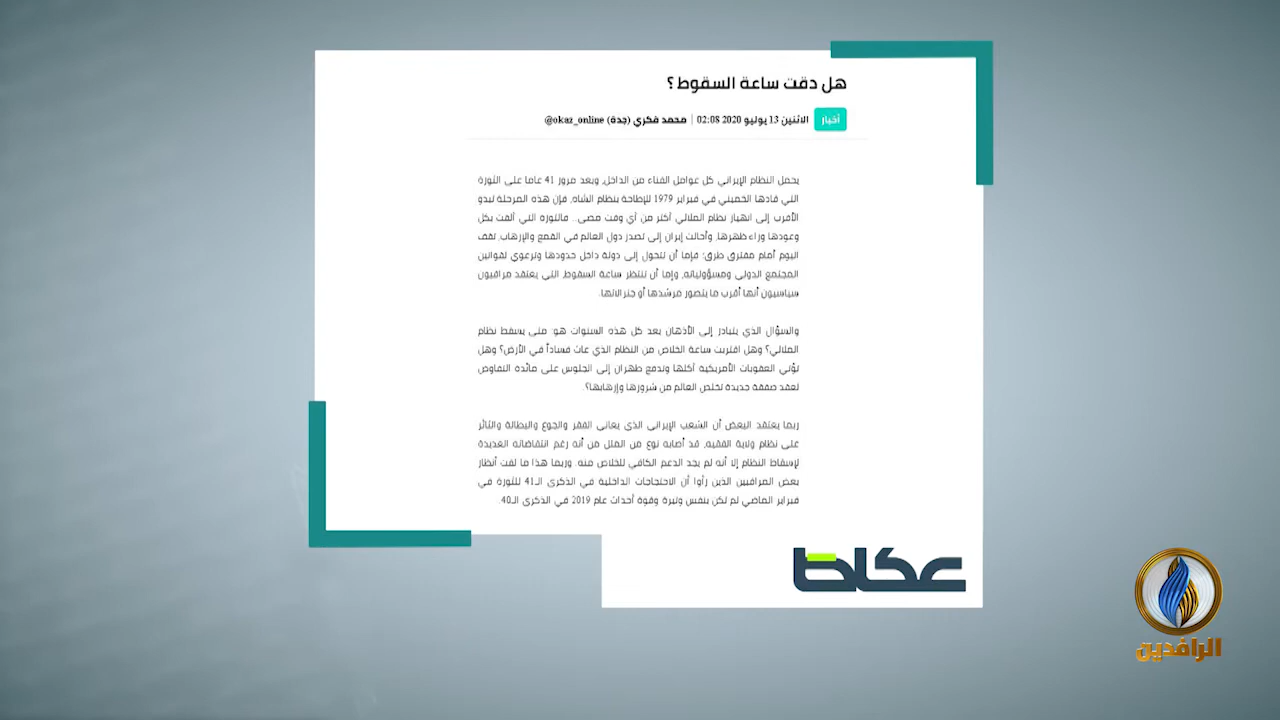 هل دقت ساعة السقوط ؟
أخبار
الاثنين 13 يوليو 2020 02:08 | محمد فكري (جدة) okaz_online@
يحمل النظام الإيراني كل عوامل الفناء من الداخل، وبعد مرور 41 عاما على الثورة
التي قادها الخميني في فبراير 1979 للإطاحة بنظام الشاه، فإن هذه المرحلة تبدو
الأقرب إلى انهيار نظام الملالي أكثر من أي وقت مضى.. فالثورة التي ألقت بكل
وعودها وراء ظهرها، وأحالت إيران إلى تصدر دول العالم في القمع والإرهاب، تقف
اليوم أمام مفترق طرق؛ فإما أن تتحول إلى دولة داخل حدودها وترعوي لقوانين
المجتمع الدولي ومسؤولياته، وإما أن تنتظر ساعة السقوط، التي يعتقد مراقبون
سياسيون أنها أقرب ما يتصور مرشدها أو جنرالاتها.
والسؤال الذي يتبادر إلى الأذهان بعد كل هذه السنوات هو: متى يسقط نظام
الملالي؟ وهل اقتربت ساعة الخلاص من النظام الذي عاث فساداً في الأرض؟ وهل
تؤتي العقوبات الأمريكية أكلها وتدفع طهران إلى الجلوس على مائدة التفاوض
لعقد صفقة جديدة تخلص العالم من شرورها وإرهابها؟.
ربما يعتقد البعض أن الشعب الإيراني الذي يعاني الفقر والجوع والبطالة والثائر
على نظام ولاية الفقيه، قد أصابه نوع من الملل من أنه رغم انتفاضاته العديدة
لإسقاط النظام إلا أنه لم يجد الدعم الكافي للخلاص منه. وربما هذا ما لفت أنظار
بعض المراقبين الذين رأوا أن الاحتجاجات الداخلية في الذكرى الـ41 للثورة في
فبراير الماضي لم تكن بنفس وتيرة وقوة أحداث عام 2019 في الذكرى الـ40.
عكاظ
الرافدين